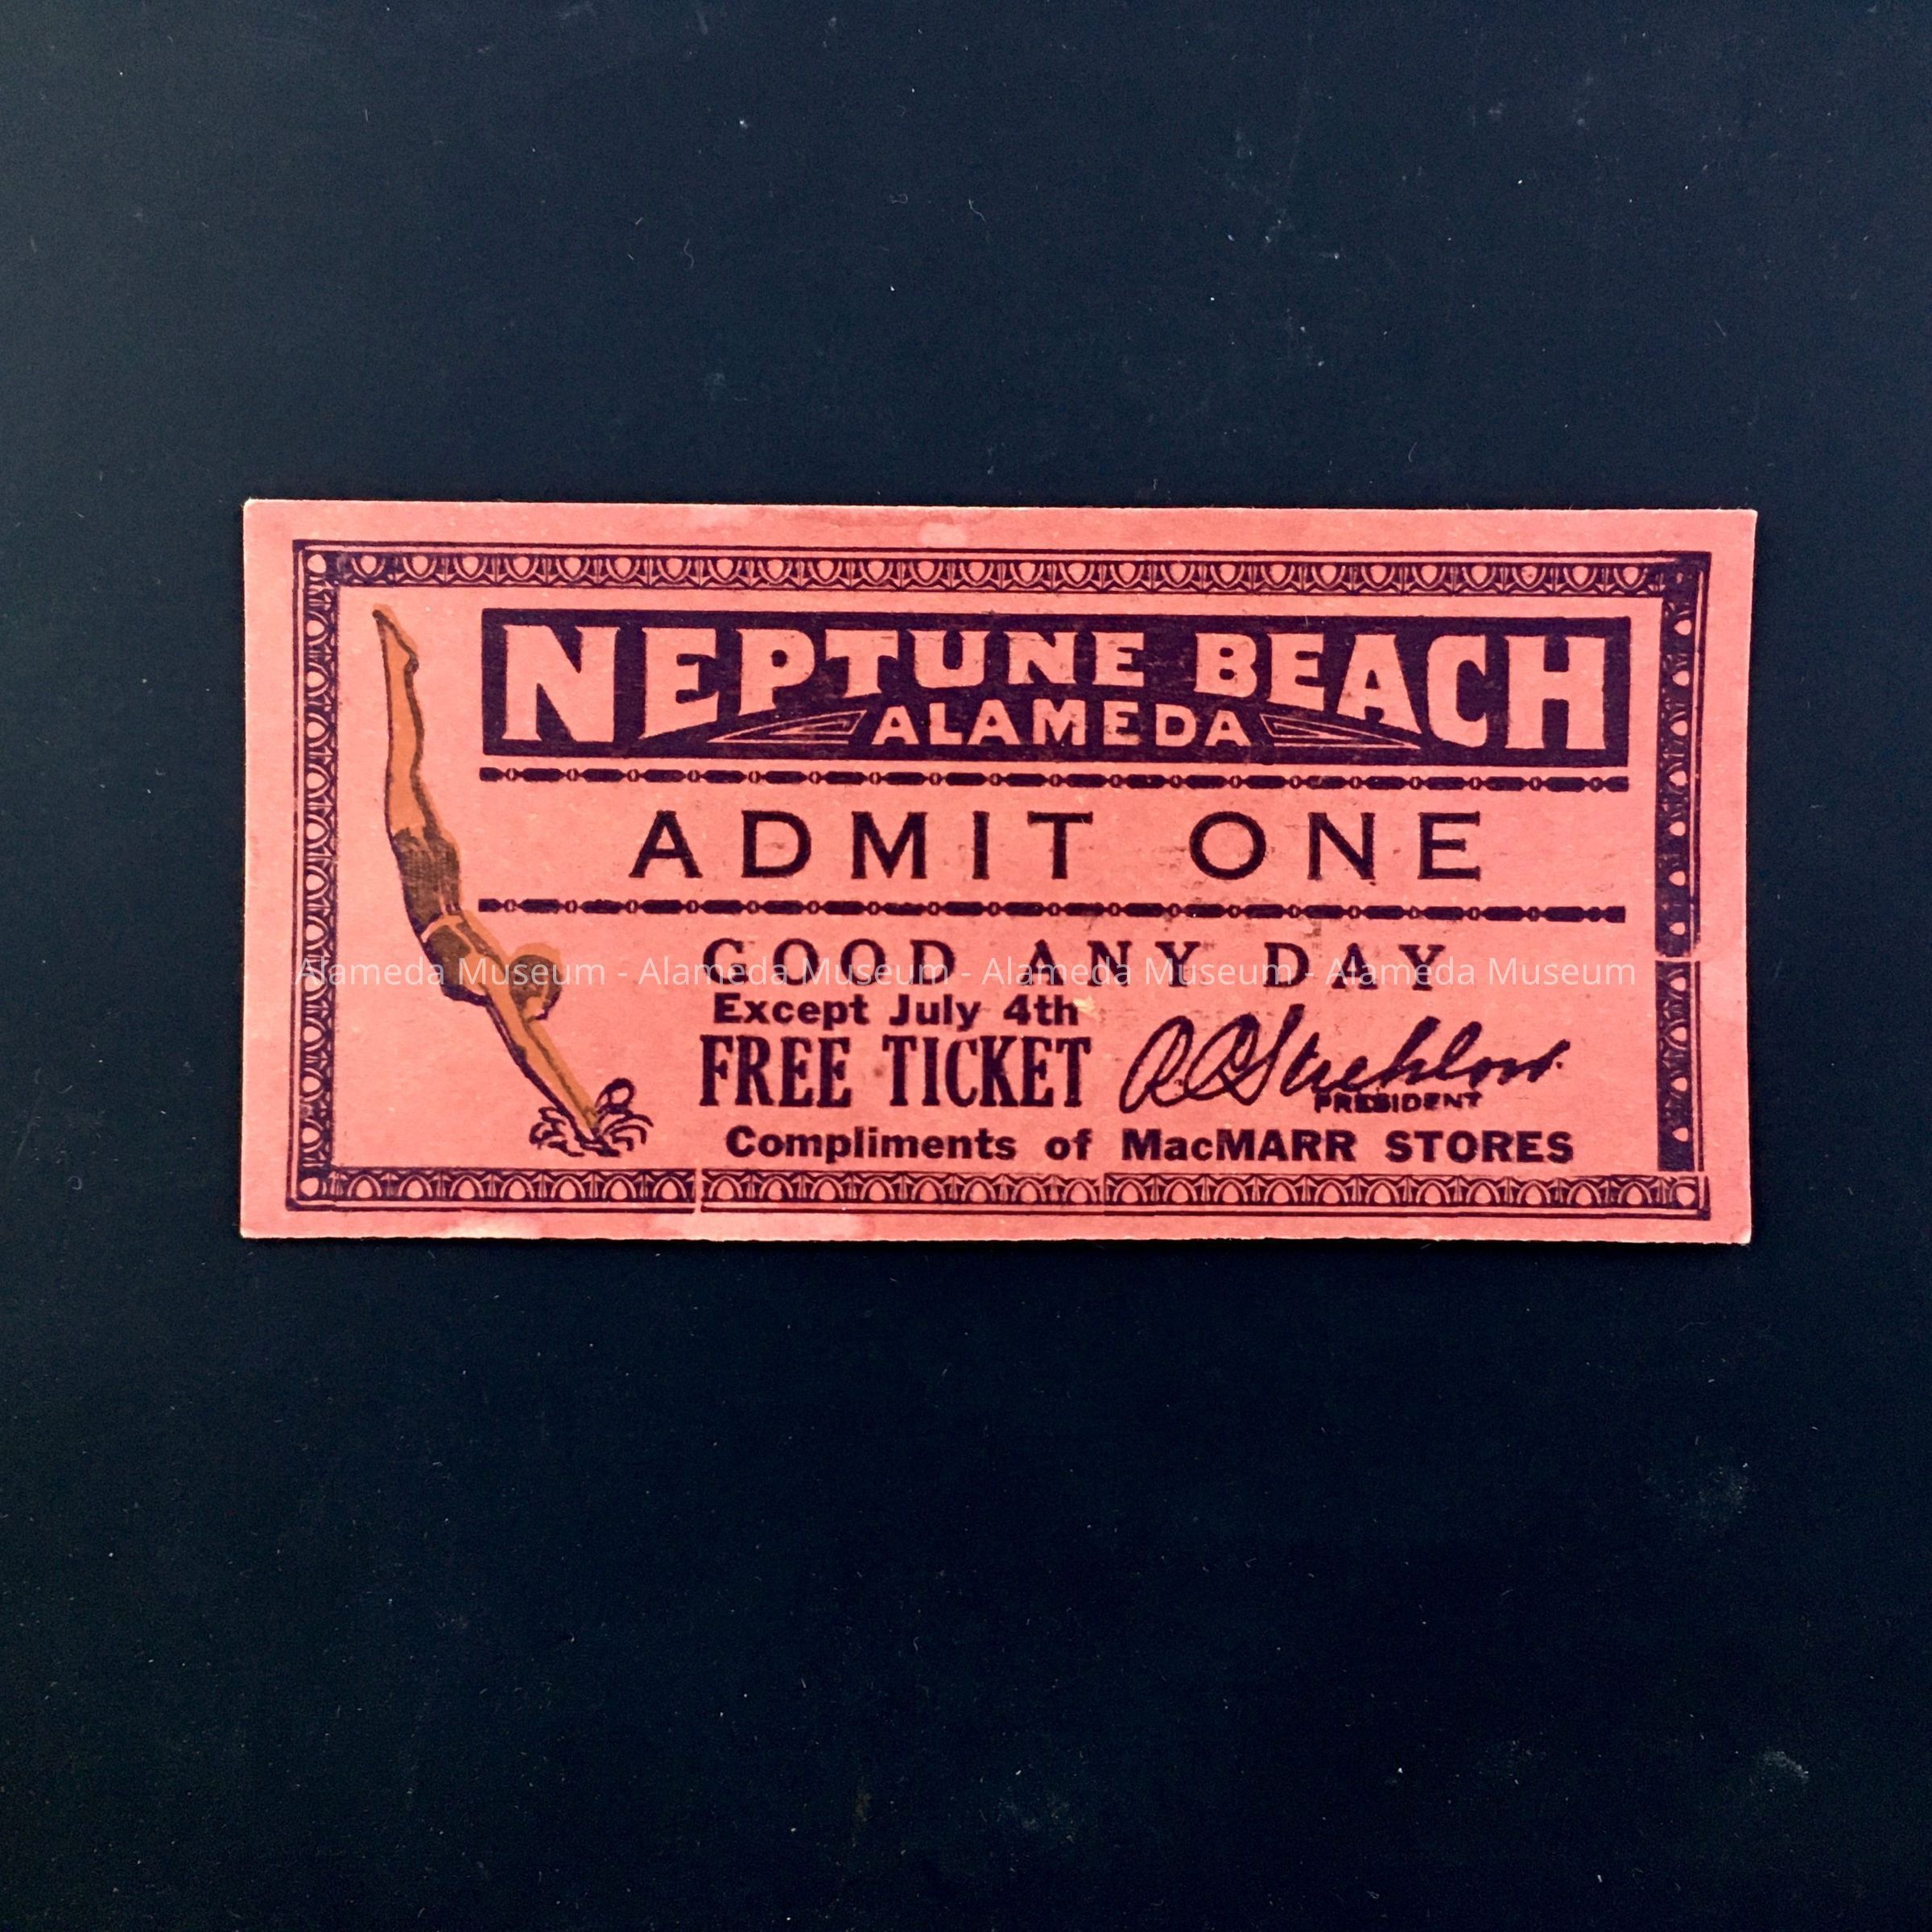 NEPTUNE BEACH
ALAMEDA
ADMIT ONE
GOOD ANY DAY
Alameda Museum - Alameda Museum - Alameda Museum - Alameda Museum
Except July 4th
FREE TICKET
R C Strehlow
PRESIDENT
Compliments of MacMARR STORES